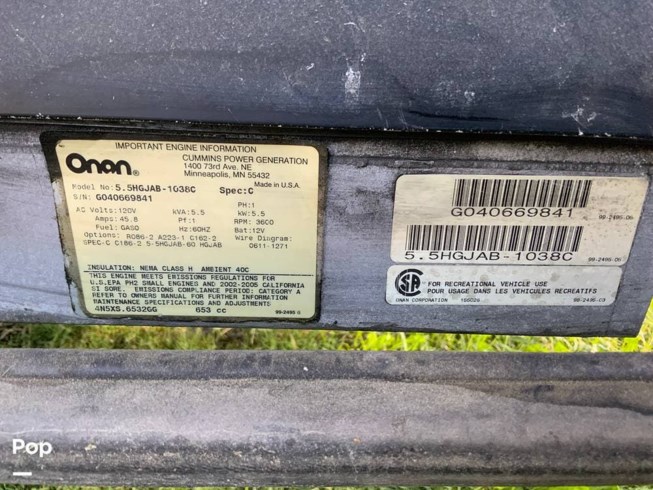 IMPORTANT ENGINE INFORMATION
Onan®
CUMMINS POWER GENERATION
1400 73rd Ave. NE
Minneapolis, MN 55432
Made in U.S.A.
Model No: 5.5HGJAB-1038C Spec:C
S/N: G040669841
PH:1
AC Volts:120V kVA:5.5 kW:5.5
Amps: 45.8 Pf:1 RPM: 3600
Fuel: GASO Hz:60HZ Bat:12V
Options: R086-2 A223-1 C162-2 Wire Diagram:
SPEC-C C186-2 5.5HGJAB-60 HGJAB 0611-1271
INSULATION: NEMA CLASS H AMBIENT 40C
THIS ENGINE MEETS EMISSIONS REGULATIONS FOR
U.S.EPA PH2 SMALL ENGINES AND 2002-2005 CALIFORNIA
SI SORE. EMISSIONS COMPLIANCE PERIOD: CATEGORY A
REFER TO OWNERS MANUAL FOR FURTHER INFORMATION
MAINTENANCE SPECIFICATIONS AND ADJUSTMENTS
4N5XS.6532GG 653 cc
G040669841
5.5HGJAB-1038C
SA
FOR RECREATIONAL VEHICLE USE
POUR USAGE DANS LES VEHICULES RECREATIFS
ONAN CORPORATION
Pop